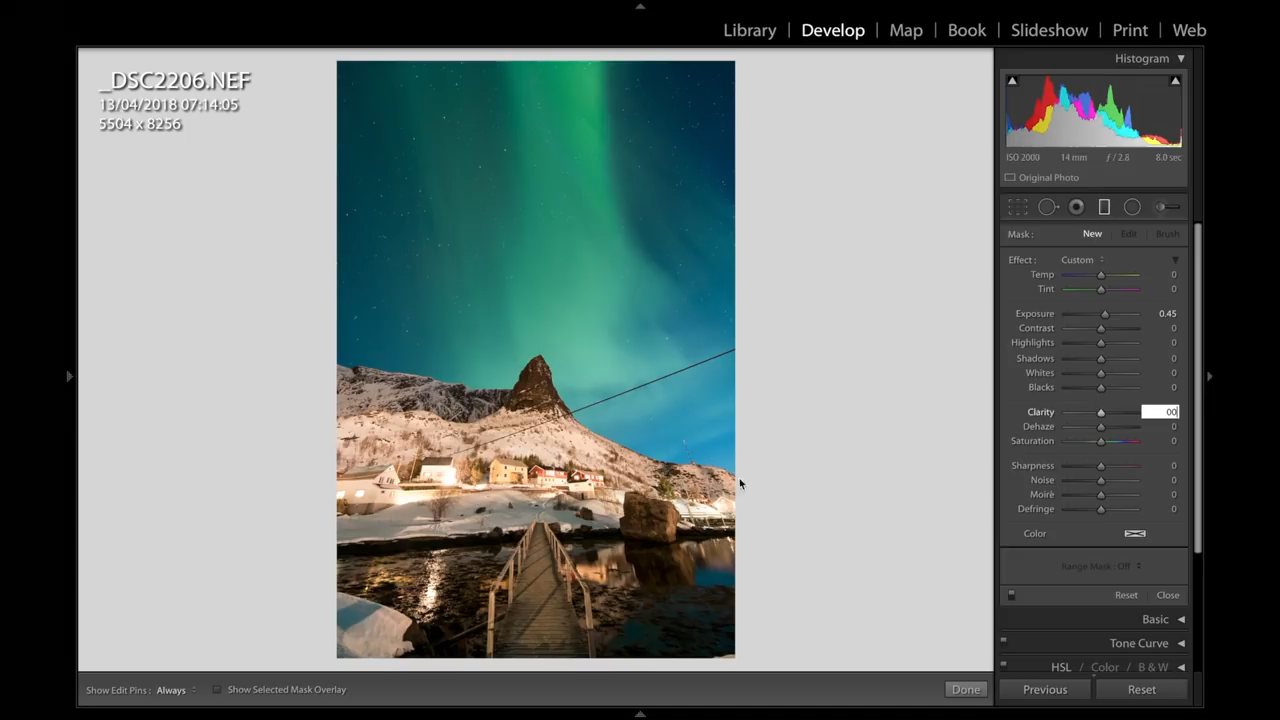 Library | Develop | Map | Book | Slideshow | Print | Web
_DSC2206.NEF
13/04/2018 07:14:05
5504 x 8256
Histogram
ISO 2000 14 mm ƒ / 2.8 8.0 sec
Original Photo
Mask : New Edit Brush
Effect : Custom
Temp 0
Tint 0
Exposure 0.45
Contrast 0
Highlights 0
Shadows 0
Whites 0
Blacks 0
Clarity 00
Dehaze 0
Saturation 0
Sharpness 0
Noise 0
Moiré 0
Defringe 0
Color
Range Mask : Off
Reset Close
Basic
Tone Curve
HSL / Color / B & W
Show Edit Pins : Always Show Selected Mask Overlay Done
Previous Reset